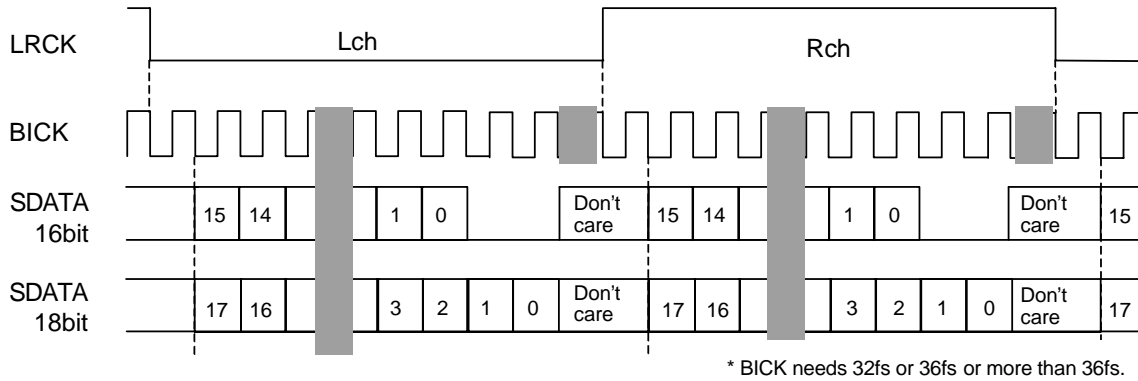 LRCK
Lch
Rch
BICK
SDATA
16bit
15 14 1 0 Don't care 15 14 1 0 Don't care 15
SDATA
18bit
17 16 3 2 1 0 Don't care 17 16 3 2 1 0 Don't care 17
* BICK needs 32fs or 36fs or more than 36fs.